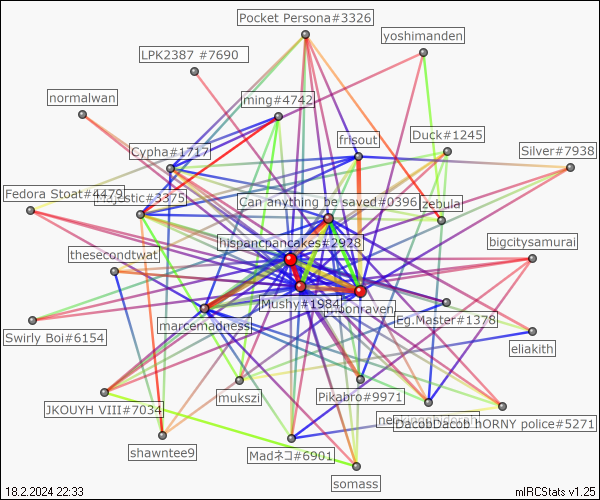 Pocket Persona#3326
yoshimanden
LPK2387 #7690
normalwan
ming#4742
Duck#1245
frisout
Silver#7938
Cypha#1717
Fedora Stoat#4479
Majestic#3375
Can anything be saved#0396
zebula
hispancpancakes#2928
bigcitysamurai
thesecondtwat
Mushy#1984
moonraven
Eg.Master#1378
marcemadness
Swirly Boi#6154
eliakith
mukszi
Pikabro#9971
JKOUYH VIII#7034
DacobDacob hORNY police#5271
shawntee9
Madネコ#6901
somass
18.2.2024 22:33
mIRCStats v1.25